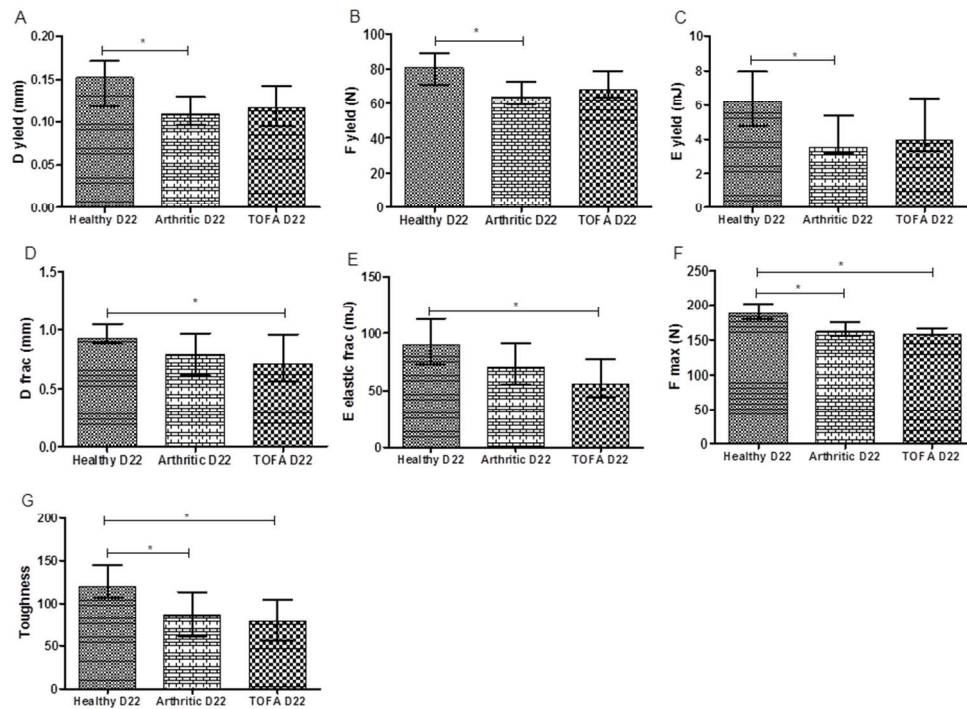 A
D yield (mm)
0.20
0.15
0.10
0.05
0.00
*
Healthy D22 Arthritic D22 TOFA D22
B
F yield (N)
100
80
60
40
20
0
*
Healthy D22 Arthritic D22 TOFA D22
C
E yield (mJ)
10
8
6
4
2
0
*
Healthy D22 Arthritic D22 TOFA D22
D
D frac (mm)
1.5
1.0
0.5
0.0
*
Healthy D22 Arthritic D22 TOFA D22
E
E elastic frac (mJ)
150
100
50
0
*
Healthy D22 Arthritic D22 TOFA D22
F
F max (N)
250
200
150
100
50
0
*
*
Healthy D22 Arthritic D22 TOFA D22
G
Toughness
200
150
100
50
0
*
*
Healthy D22 Arthritic D22 TOFA D22